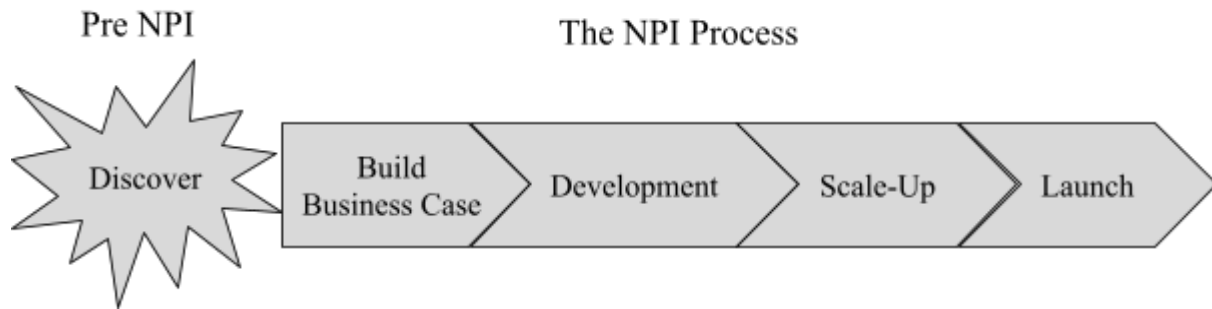 Pre NPI
The NPI Process
Discover
Build
Business Case
Development
Scale-Up
Launch